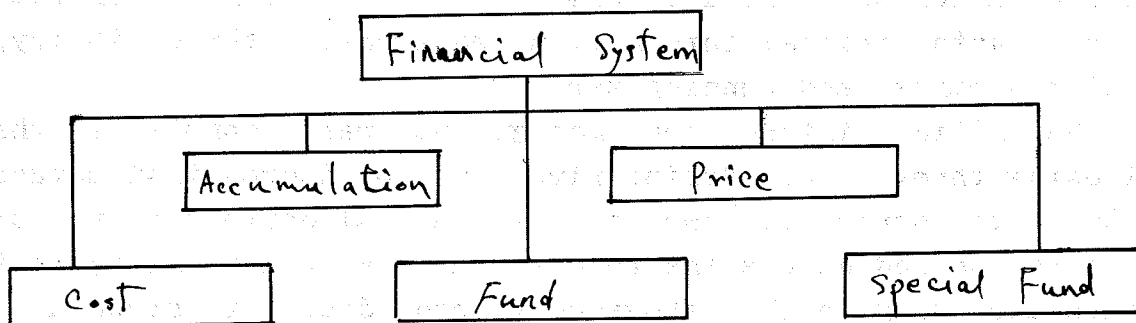 Financial System
Accumulation
Price
Cost
Fund
Special Fund